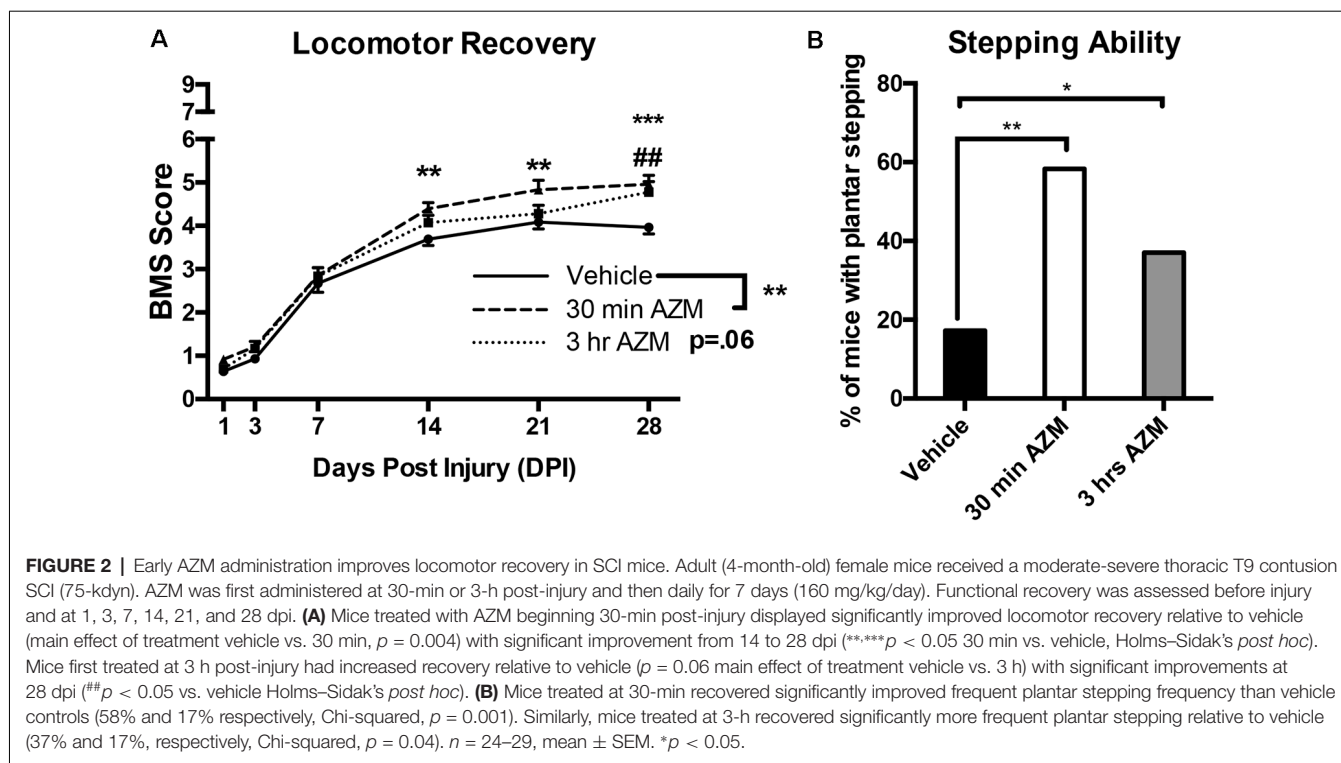 A
Locomotor Recovery
9
7
6
5
4
3
2
1
0
BMS Score
**
**
***
##
Vehicle
**
30 min AZM
3 hr AZM p=.06
1 3 7 14 21 28
Days Post Injury (DPI)
B
Stepping Ability
80
60
40
20
0
% of mice with plantar stepping
*
**
Vehicle
30 min AZM
3 hrs AZM
FIGURE 2 | Early AZM administration improves locomotor recovery in SCI mice. Adult (4-month-old) female mice received a moderate-severe thoracic T9 contusion
SCI (75-kdyn). AZM was first administered at 30-min or 3-h post-injury and then daily for 7 days (160 mg/kg/day). Functional recovery was assessed before injury
and at 1, 3, 7, 14, 21, and 28 dpi. (A) Mice treated with AZM beginning 30-min post-injury displayed significantly improved locomotor recovery relative to vehicle
(main effect of treatment vehicle vs. 30 min, p = 0.004) with significant improvement from 14 to 28 dpi (**,***p < 0.05 30 min vs. vehicle, Holms–Sidak's post hoc).
Mice first treated at 3 h post-injury had increased recovery relative to vehicle (p = 0.06 main effect of treatment vehicle vs. 3 h) with significant improvements at
28 dpi (##p < 0.05 vs. vehicle Holms–Sidak's post hoc). (B) Mice treated at 30-min recovered significantly improved frequent plantar stepping frequency than vehicle
controls (58% and 17% respectively, Chi-squared, p = 0.001). Similarly, mice treated at 3-h recovered significantly more frequent plantar stepping relative to vehicle
(37% and 17%, respectively, Chi-squared, p = 0.04). n = 24–29, mean ± SEM. *p < 0.05.